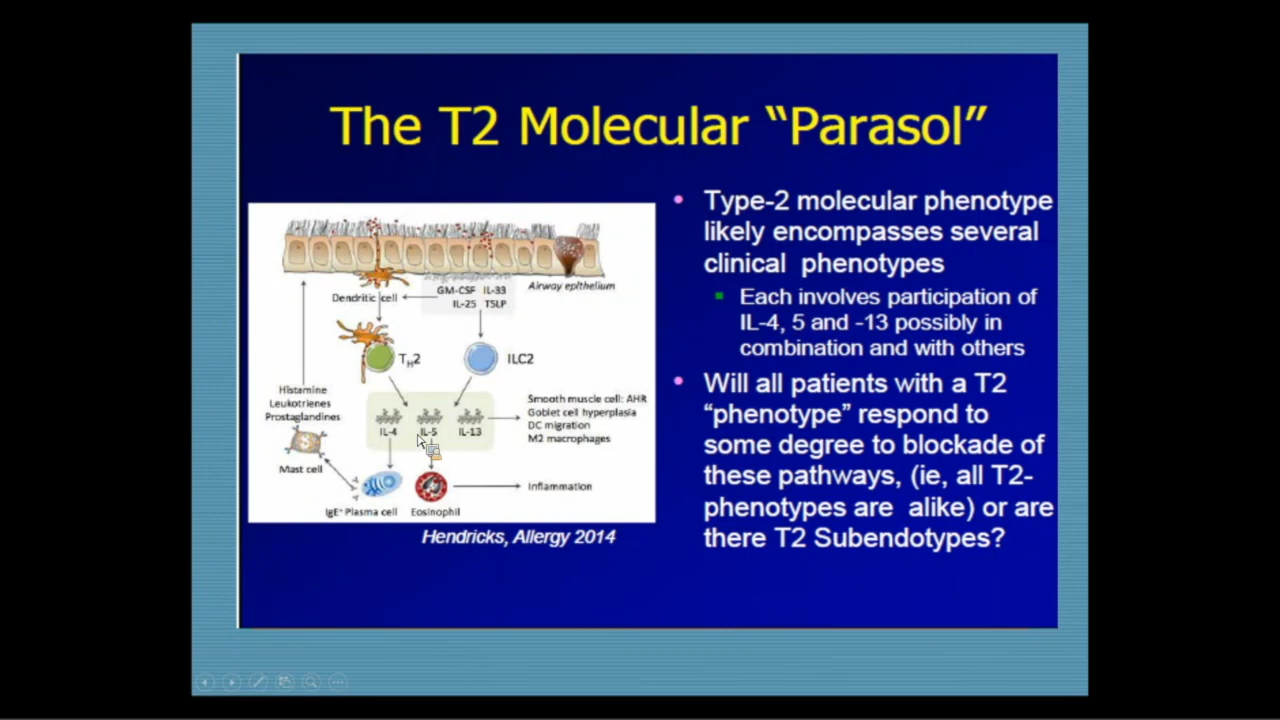 The T2 Molecular “Parasol”
Airway eplthelium
Dendritic cell
GM-CSF IL-33
IL-25 TSLP
TH2
ILC2
Histamine
Leukotrienes
Prostaglandines
Mast cell
IL-4
IL-5
IL-13
Smooth muscle cell: AHR
Goblet cell hyperplasia
DC migration
M2 macrophages
IgE⁺ Plasma cell
Eosinophil
Inflammation
Hendricks, Allergy 2014
• Type-2 molecular phenotype
likely encompasses several
clinical phenotypes
▪ Each involves participation of
IL-4, 5 and -13 possibly in
combination and with others
• Will all patients with a T2
“phenotype” respond to
some degree to blockade of
these pathways, (ie, all T2-
phenotypes are alike) or are
there T2 Subendotypes?